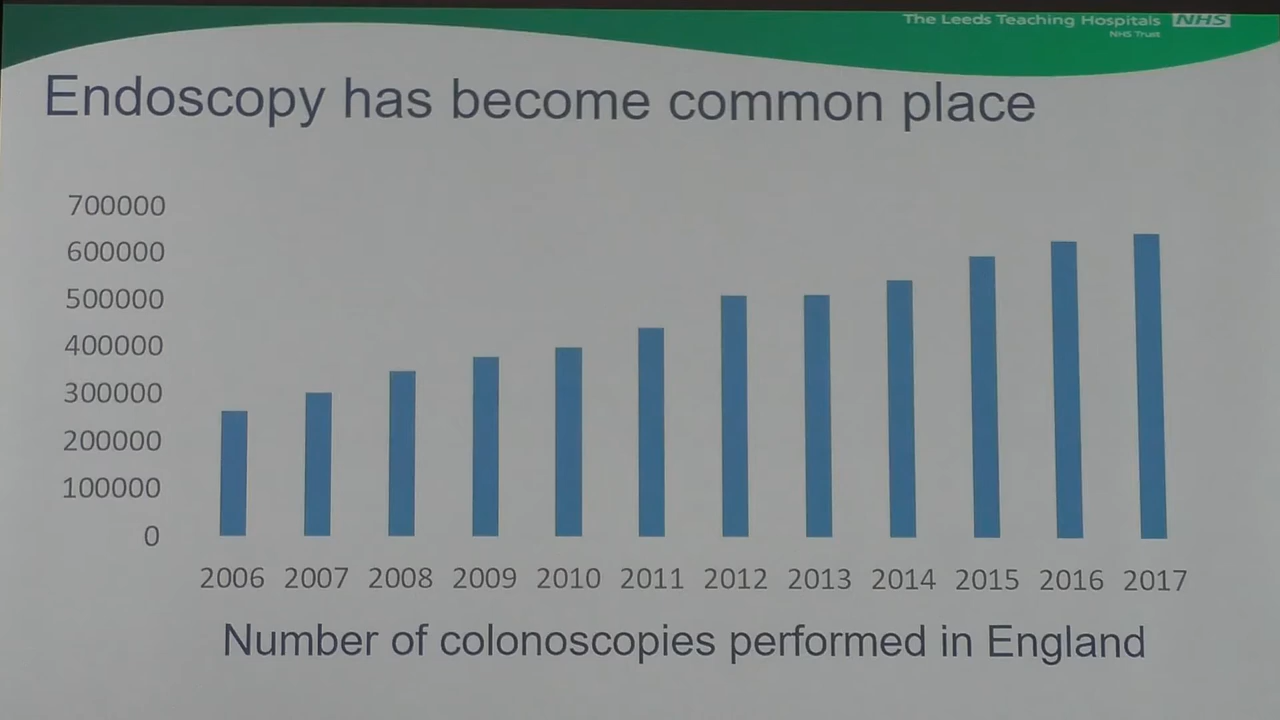 The Leeds Teaching Hospitals NHS
NHS Trust
Endoscopy has become common place
700000
600000
500000
400000
300000
200000
100000
0
2006 2007 2008 2009 2010 2011 2012 2013 2014 2015 2016 2017
Number of colonoscopies performed in England